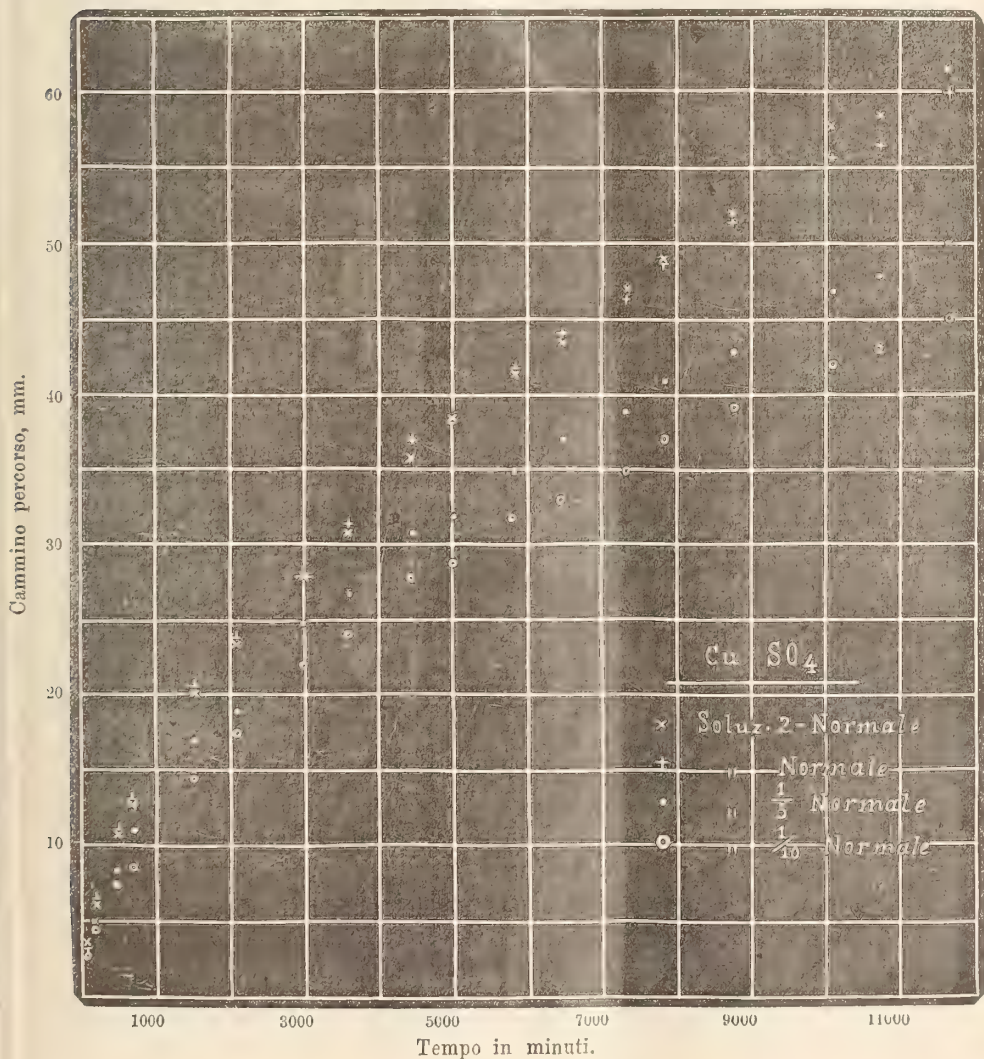 60
50
40
30
20
10
Cammino percorso, mm.
Cu SO4
× Soluz. 2-Normale
+ " Normale
• " 1/5 Normale
⊙ " 1/10 Normale
1000 3000 5000 7000 9000 11000
Tempo in minuti.